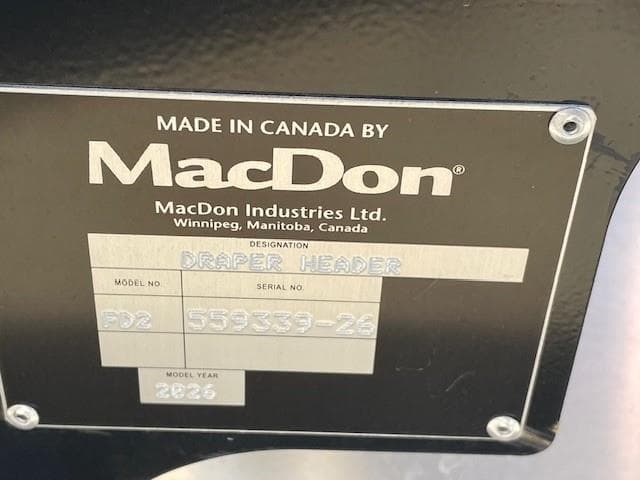 MADE IN CANADA BY
MacDon®
MacDon Industries Ltd.
Winnipeg, Manitoba, Canada
DESIGNATION
DRAPER HEADER
MODEL NO. SERIAL NO.
FD2 559339-26
MODEL YEAR
2026